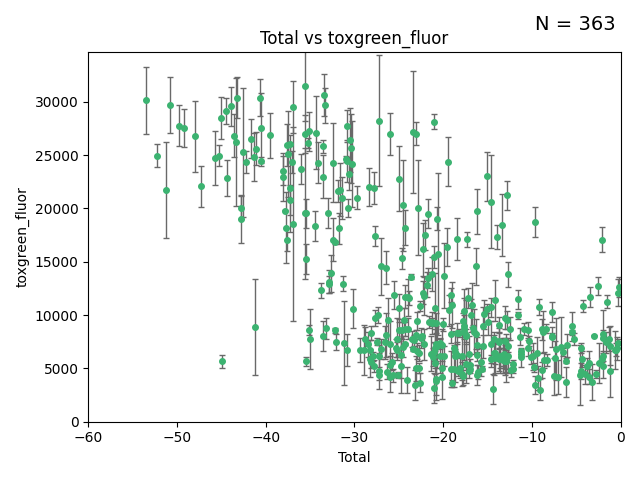 N = 363
Total vs toxgreen_fluor
30000
25000
20000
15000
10000
5000
0
toxgreen_fluor
−60 −50 −40 −30 −20 −10 0
Total